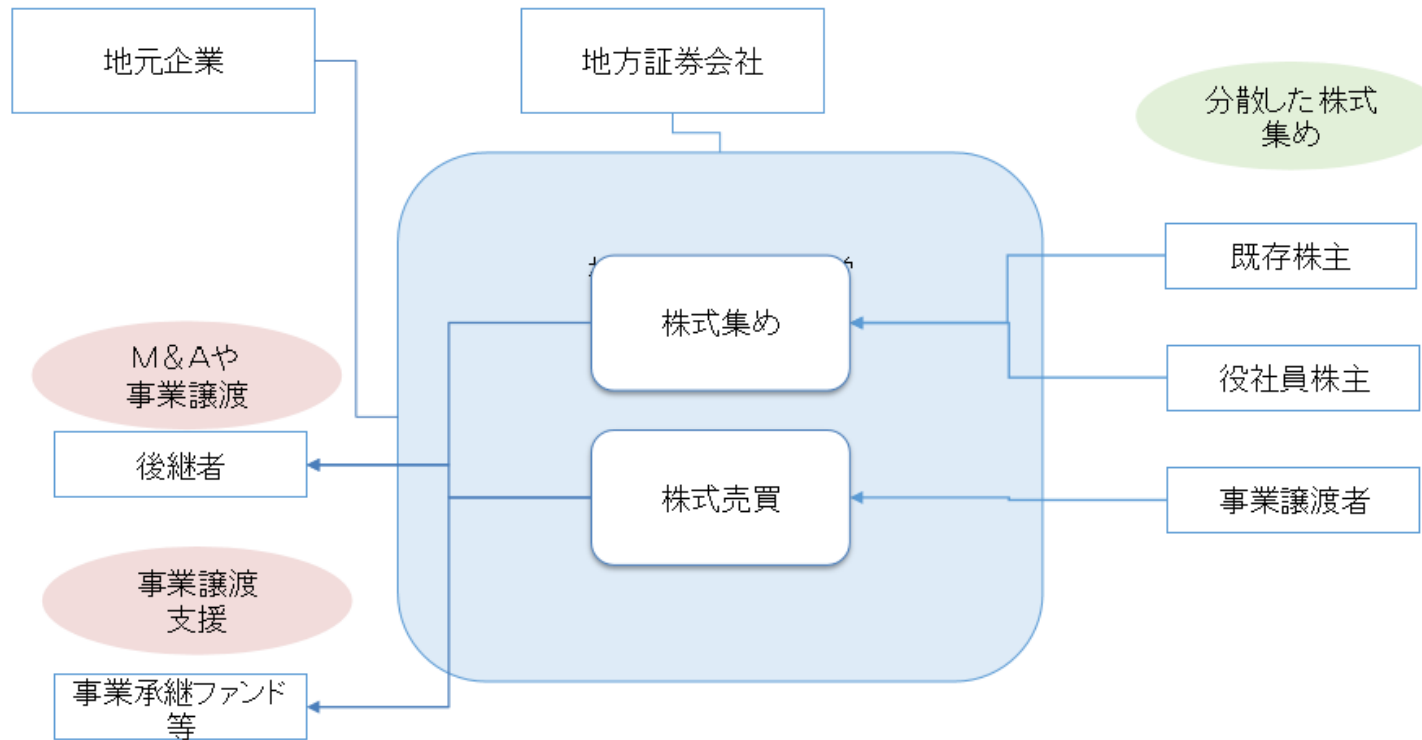 地元企業
地方証券会社
分散した株式
集め
既存株主
株式集め
M&Aや
事業譲渡
役社員株主
後継者
株式売買
事業譲渡者
事業譲渡
支援
事業承継ファンド
等